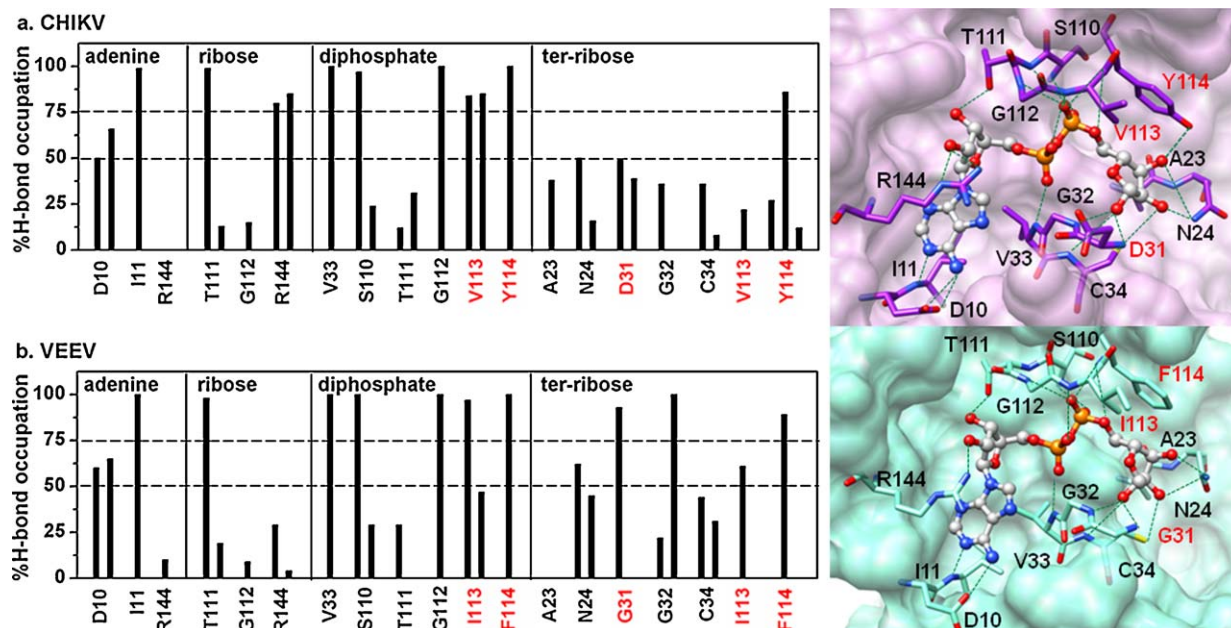 a. CHIKV
adenine ribose diphosphate ter-ribose
%H-bond occupation
100
75
50
25
0
D10 I11 R144 T111 G112 R144 V33 S110 T111 G112 V113 Y114 A23 N24 D31 G32 C34 V113 Y114
S110
T111
Y114
G112
V113
A23
R144
G32
N24
D31
V33
I11
C34
D10
b. VEEV
adenine ribose diphosphate ter-ribose
%H-bond occupation
100
75
50
25
0
D10 I11 R144 T111 G112 R144 V33 S110 T111 G112 I113 F114 A23 N24 G31 G32 C34 I113 F114
S110
T111
F114
G112
I113
A23
R144
G32
N24
G31
V33
C34
I11
D10